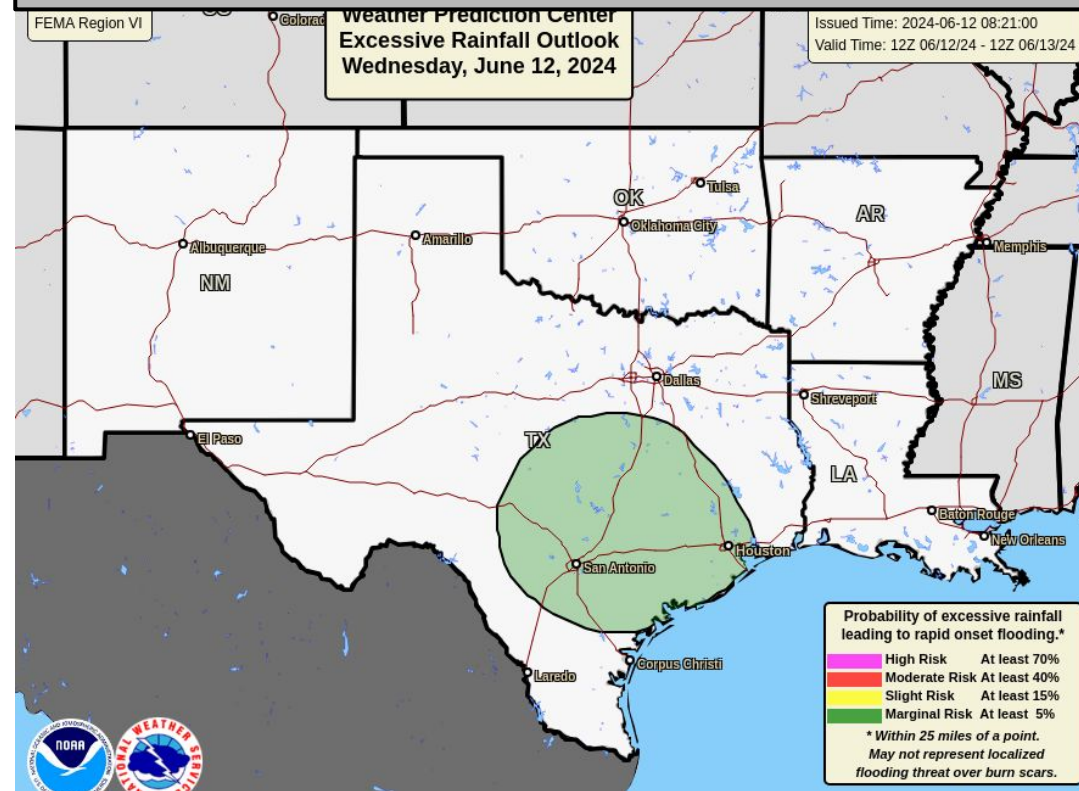 FEMA Region VI
Weather Prediction Center
Excessive Rainfall Outlook
Wednesday, June 12, 2024
Issued Time: 2024-06-12 08:21:00
Valid Time: 12Z 06/12/24 - 12Z 06/13/24
Tulsa
OK
Oklahoma City
AR
Albuquerque
Amarillo
Memphis
NM
Dallas
MS
Shreveport
El Paso
TX
LA
Baton Rouge
New Orleans
Houston
San Antonio
Corpus Christi
Laredo
Probability of excessive rainfall
leading to rapid onset flooding.*
High Risk At least 70%
Moderate Risk At least 40%
Slight Risk At least 15%
Marginal Risk At least 5%
* Within 25 miles of a point.
May not represent localized
flooding threat over burn scars.
NOAA